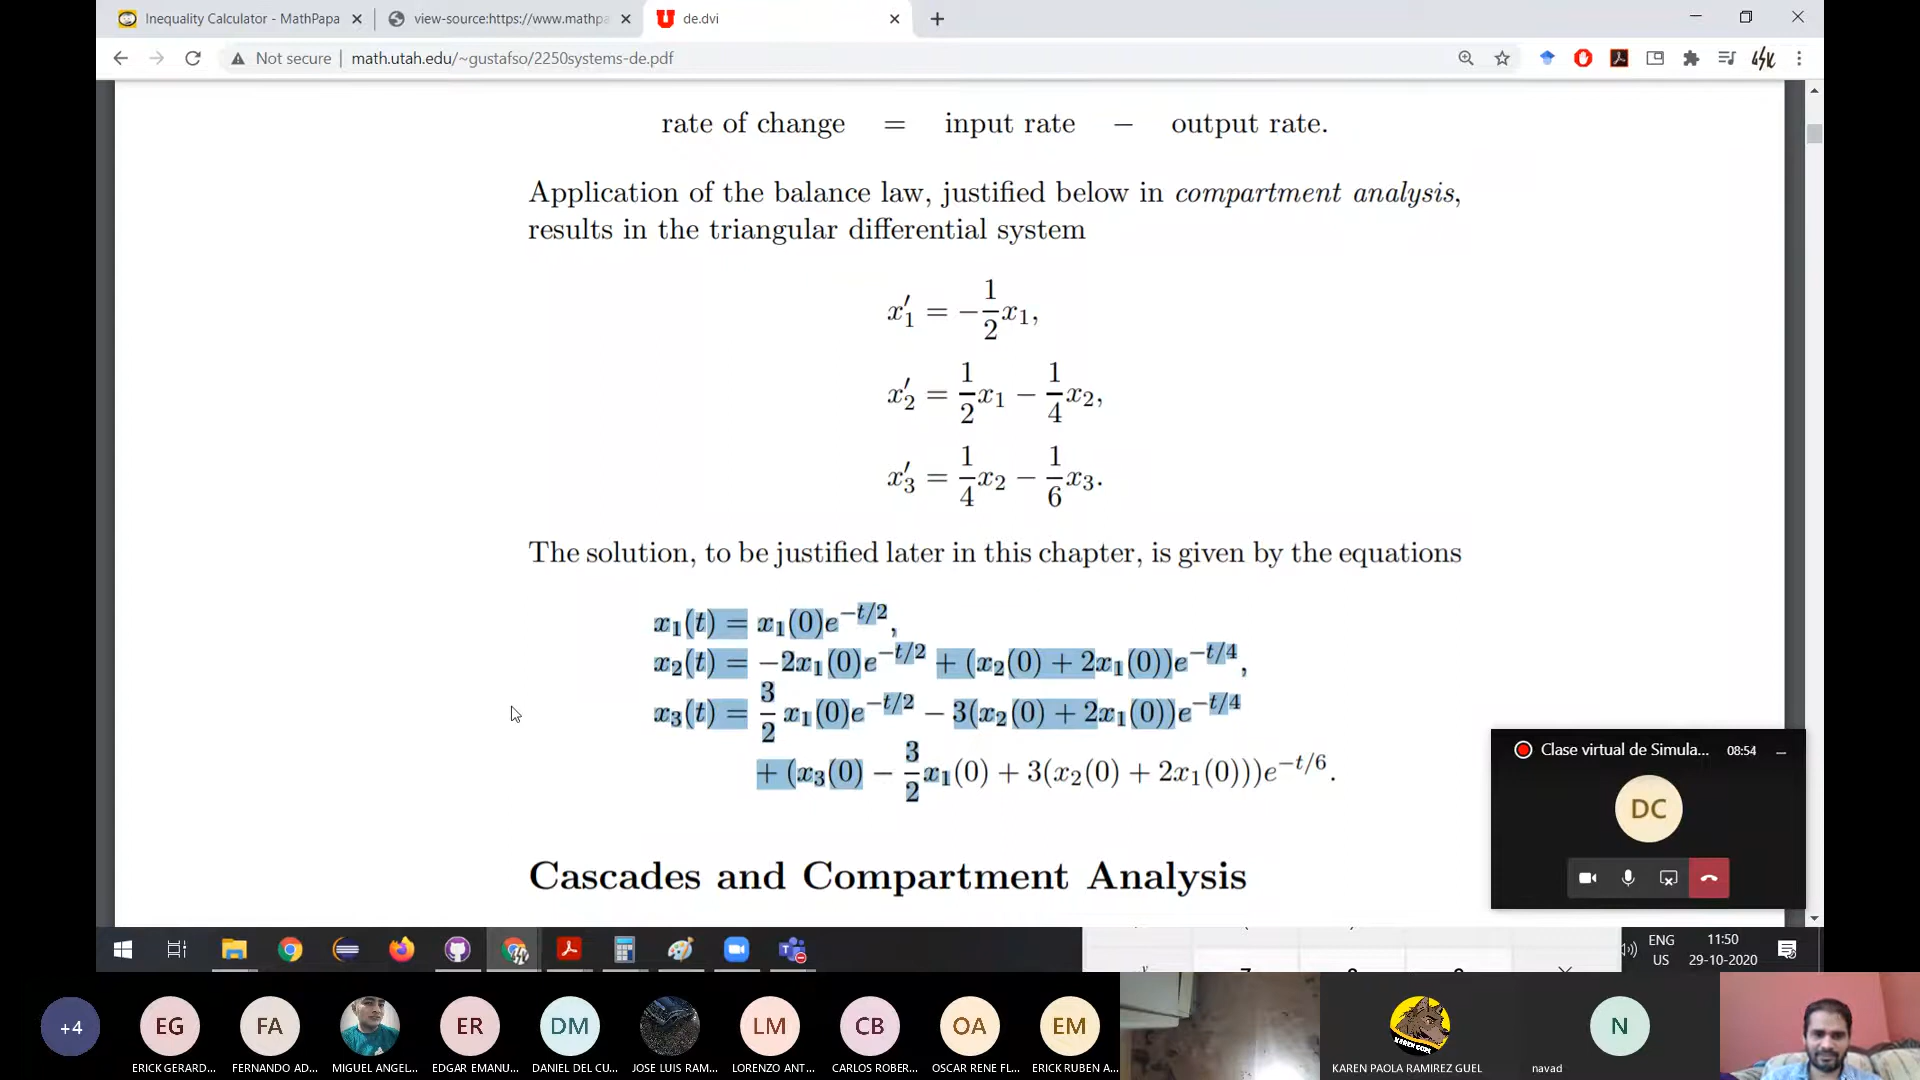 Inequality Calculator - MathPapa
view-source:https://www.mathpa
de.dvi
Not secure | math.utah.edu/~gustafso/2250systems-de.pdf
rate of change = input rate − output rate.
Application of the balance law, justified below in compartment analysis,
results in the triangular differential system
x′₁ = −1/2 x₁,
x′₂ = 1/2 x₁ − 1/4 x₂,
x′₃ = 1/4 x₂ − 1/6 x₃.
The solution, to be justified later in this chapter, is given by the equations
x₁(t) = x₁(0)e^{−t/2},
x₂(t) = −2x₁(0)e^{−t/2} + (x₂(0) + 2x₁(0))e^{−t/4},
x₃(t) = 3/2 x₁(0)e^{−t/2} − 3(x₂(0) + 2x₁(0))e^{−t/4}
+ (x₃(0) − 3/2 x₁(0) + 3(x₂(0) + 2x₁(0)))e^{−t/6}.
Cascades and Compartment Analysis
Clase virtual de Simula... 08:54
DC
ENG 11:50
US 29-10-2020
+4 EG FA ER DM LM CB OA EM N
KAREN GUEL
ERICK GERARD... FERNANDO AD... MIGUEL ANGEL... EDGAR EMANU... DANIEL DEL CU... JOSE LUIS RAM... LORENZO ANT... CARLOS ROBER... OSCAR RENE FL... ERICK RUBEN A... KAREN PAOLA RAMIREZ GUEL navad